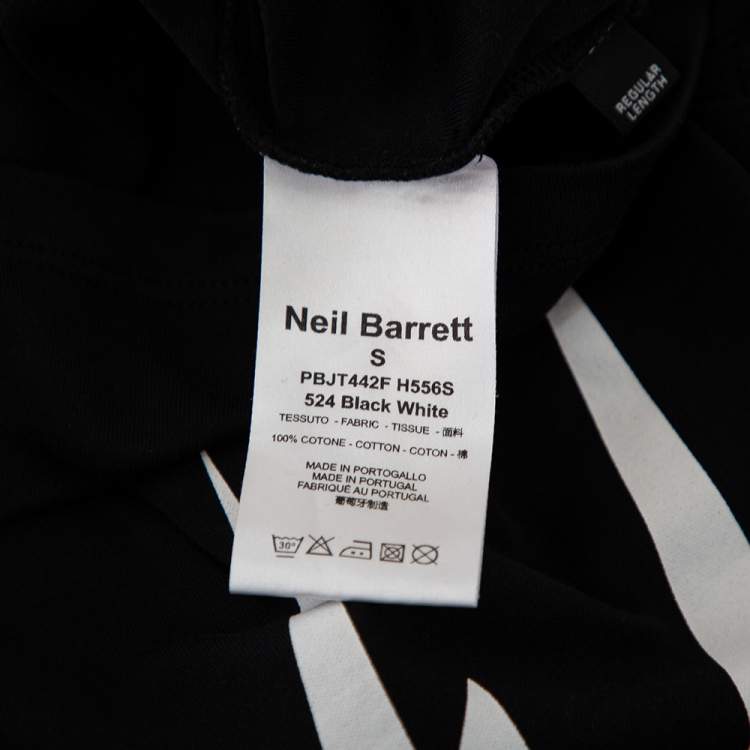 REGULAR
LENGTH
Neil Barrett
S
PBJT442F H556S
524 Black White
TESSUTO - FABRIC - TISSUE - 面料
100% COTONE - COTTON - COTON - 棉
MADE IN PORTOGALLO
MADE IN PORTUGAL
FABRIQUÉ AU PORTUGAL
葡萄牙制造
30°